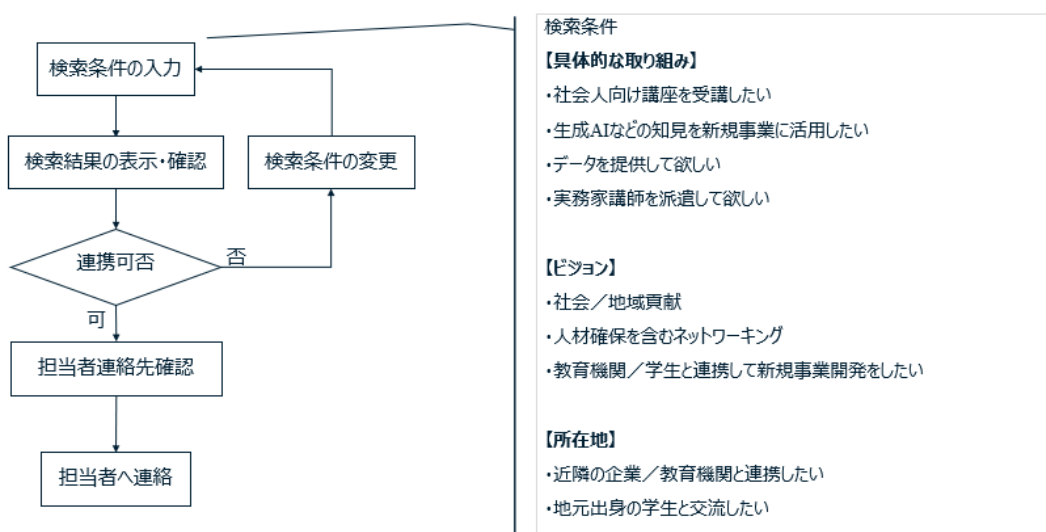 検索条件の入力
検索結果の表示・確認
検索条件の変更
連携可否
否
可
担当者連絡先確認
担当者へ連絡
検索条件
【具体的な取り組み】
・社会人向け講座を受講したい
・生成AIなどの知見を新規事業に活用したい
・データを提供して欲しい
・実務家講師を派遣して欲しい
【ビジョン】
・社会／地域貢献
・人材確保を含むネットワーキング
・教育機関／学生と連携して新規事業開発をしたい
【所在地】
・近隣の企業／教育機関と連携したい
・地元出身の学生と交流したい